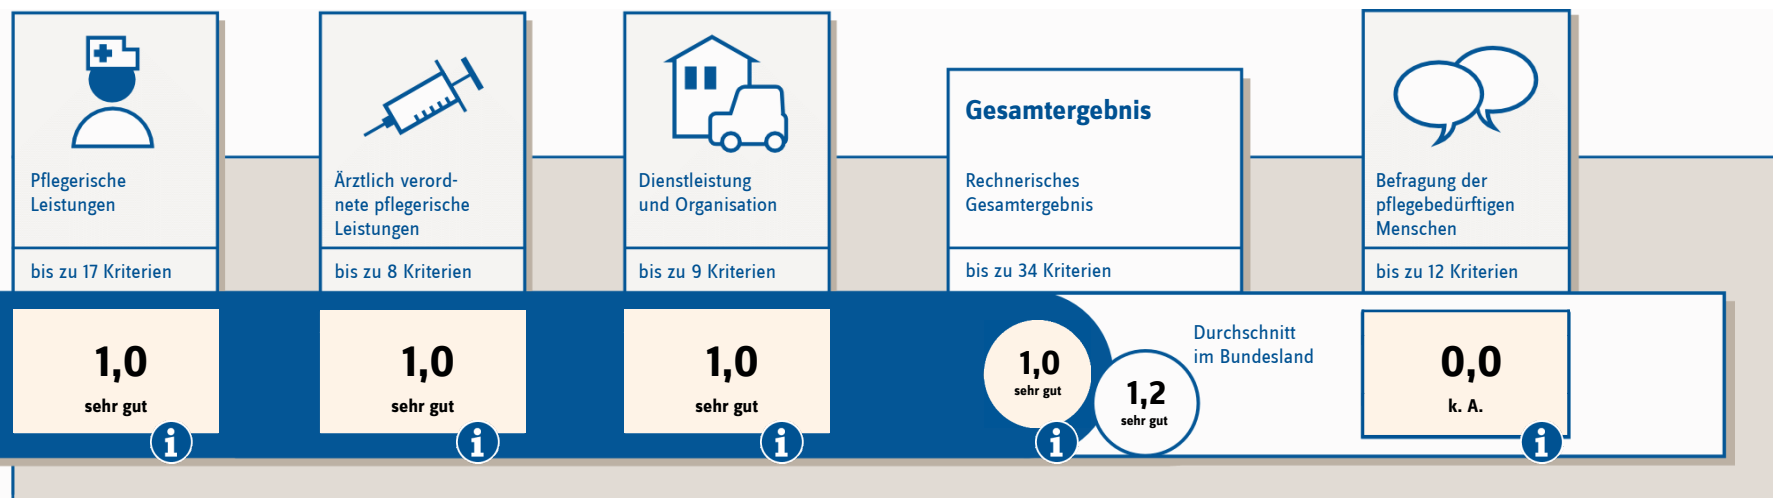 Pflegerische
Leistungen
bis zu 17 Kriterien
1,0
sehr gut
i
Ärztlich verord-
nete pflegerische
Leistungen
bis zu 8 Kriterien
1,0
sehr gut
i
Dienstleistung
und Organisation
bis zu 9 Kriterien
1,0
sehr gut
i
Gesamtergebnis
Rechnerisches
Gesamtergebnis
bis zu 34 Kriterien
1,0
sehr gut
i
1,2
sehr gut
Durchschnitt
im Bundesland
Befragung der
pflegebedürftigen
Menschen
bis zu 12 Kriterien
0,0
k. A.
i